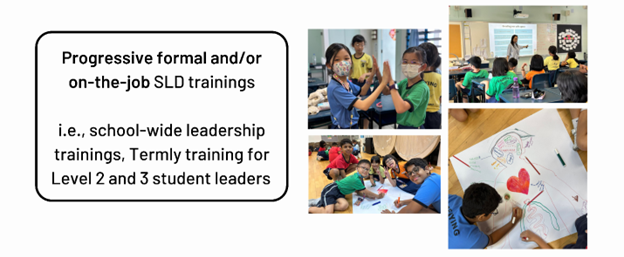 Progressive formal and/or
on-the-job SLD trainings
i.e., school-wide leadership
trainings, Termly training for
Level 2 and 3 student leaders